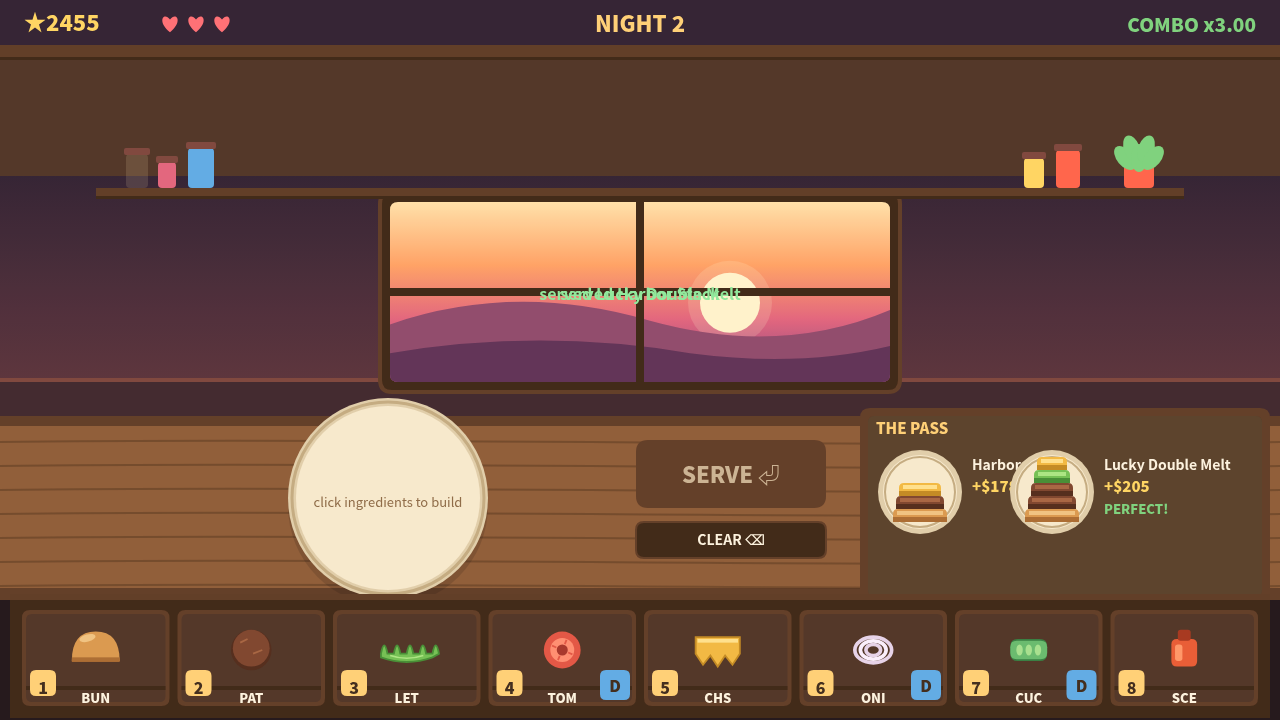 ★2455
NIGHT 2
COMBO x3.00
SERVE ⏎
CLEAR ⌫
click ingredients to build
THE PASS
Harbor
+$17
Lucky Double Melt
+$205
PERFECT!
1 BUN
2 PAT
3 LET
4 TOM D
5 CHS
6 ONI D
7 CUC D
8 SCE